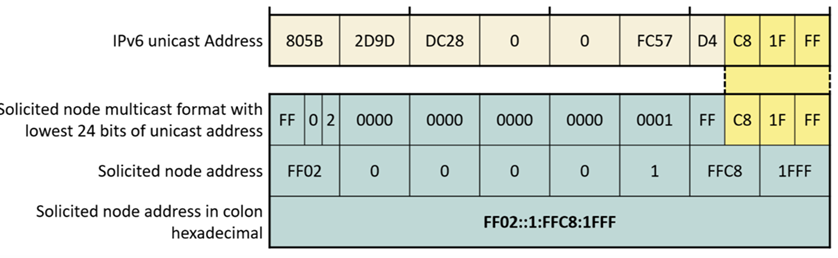 IPv6 unicast Address 805B 2D9D DC28 0 0 FC57 D4 C8 1F FF
Solicited node multicast format with
lowest 24 bits of unicast address
FF 0 2 0000 0000 0000 0000 0001 FF C8 1F FF
Solicited node address FF02 0 0 0 0 1 FFC8 1FFF
Solicited node address in colon
hexadecimal
FF02::1:FFC8:1FFF